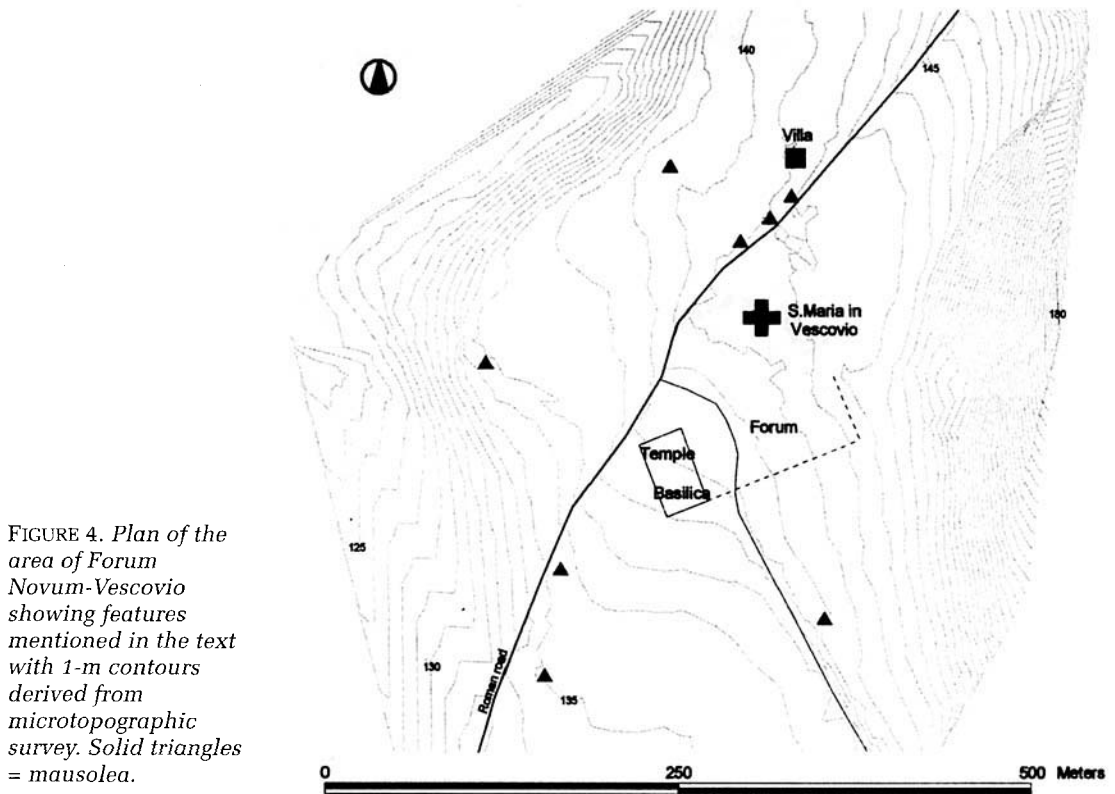 140
145
Villa
S.Maria in
Vescovio
180
Forum
Temple
Basilica
125
130
Roman road
135
0 250 500 Meters
FIGURE 4. Plan of the
area of Forum
Novum-Vescovio
showing features
mentioned in the text
with 1-m contours
derived from
microtopographic
survey. Solid triangles
= mausolea.